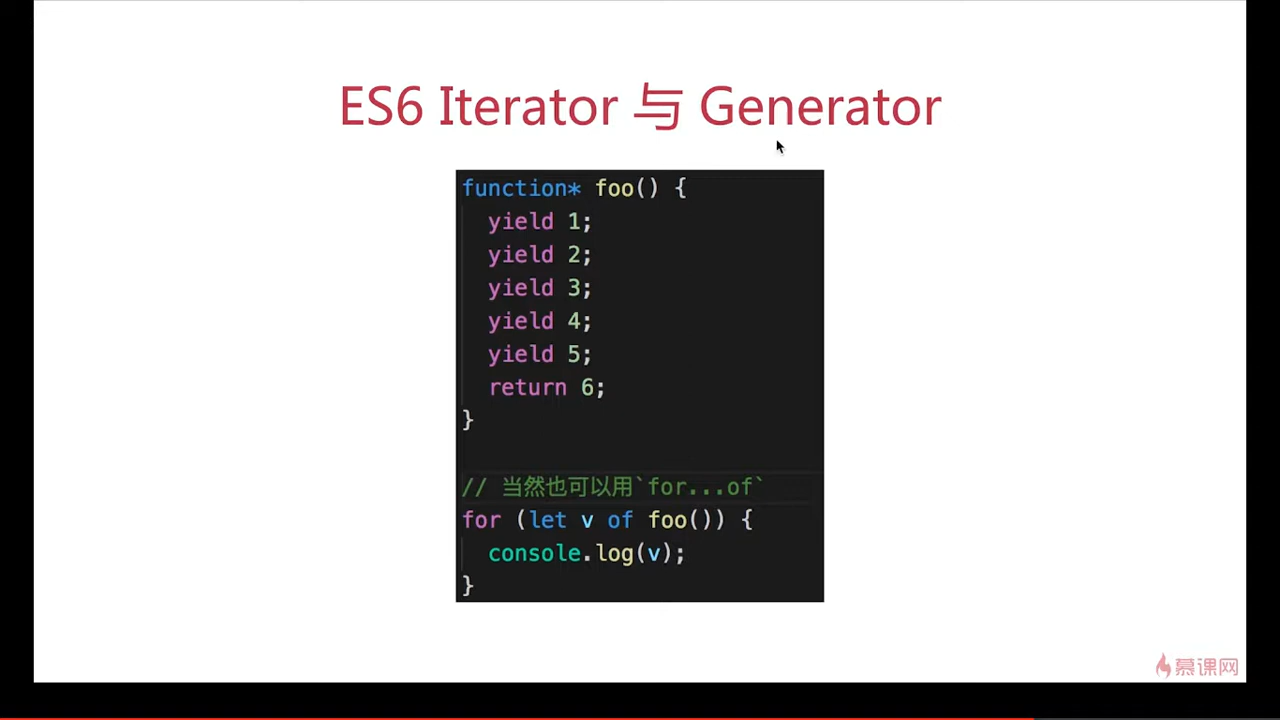 ES6 Iterator 与 Generator
function* foo() {
  yield 1;
  yield 2;
  yield 3;
  yield 4;
  yield 5;
  return 6;
}
// 当然也可以用`for...of`
for (let v of foo()) {
  console.log(v);
}
慕课网